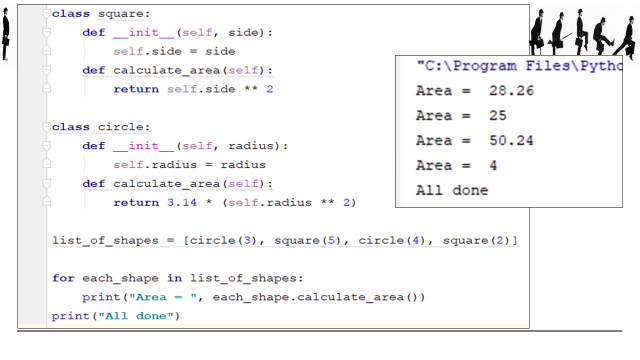 class square:
    def __init__(self, side):
        self.side = side
    def calculate_area(self):
        return self.side ** 2
class circle:
    def __init__(self, radius):
        self.radius = radius
    def calculate_area(self):
        return 3.14 * (self.radius ** 2)
list_of_shapes = [circle(3), square(5), circle(4), square(2)]
for each_shape in list_of_shapes:
    print("Area = ", each_shape.calculate_area())
print("All done")
"C:\Program Files\Pytho
Area =  28.26
Area =  25
Area =  50.24
Area =  4
All done